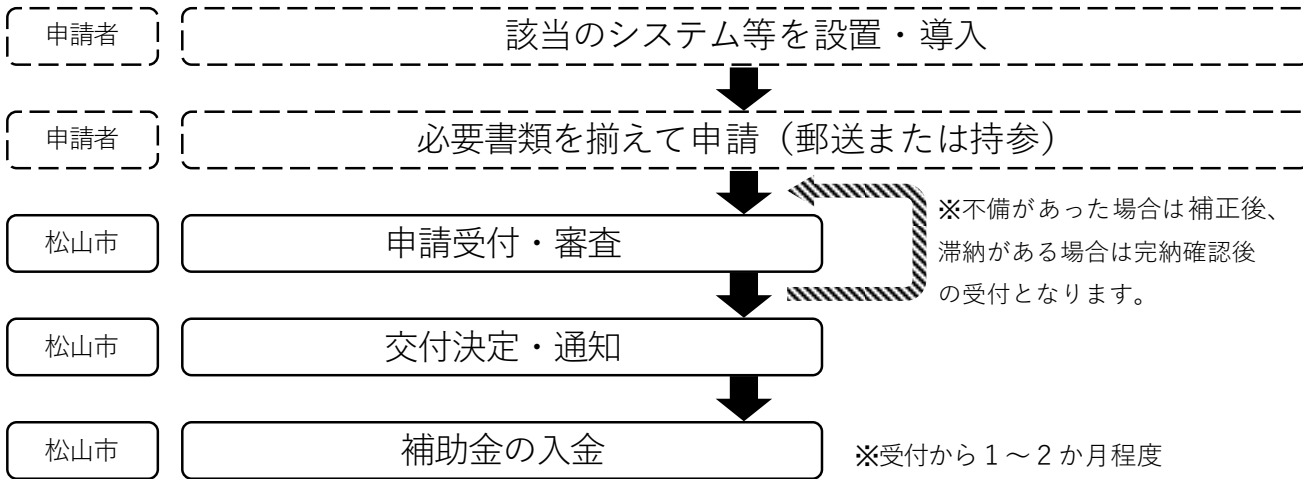 申請者
該当のシステム等を設置・導入
申請者
必要書類を揃えて申請（郵送または持参）
松山市
申請受付・審査
※不備があった場合は補正後、
滞納がある場合は完納確認後
の受付となります。
松山市
交付決定・通知
松山市
補助金の入金
※受付から１～２か月程度